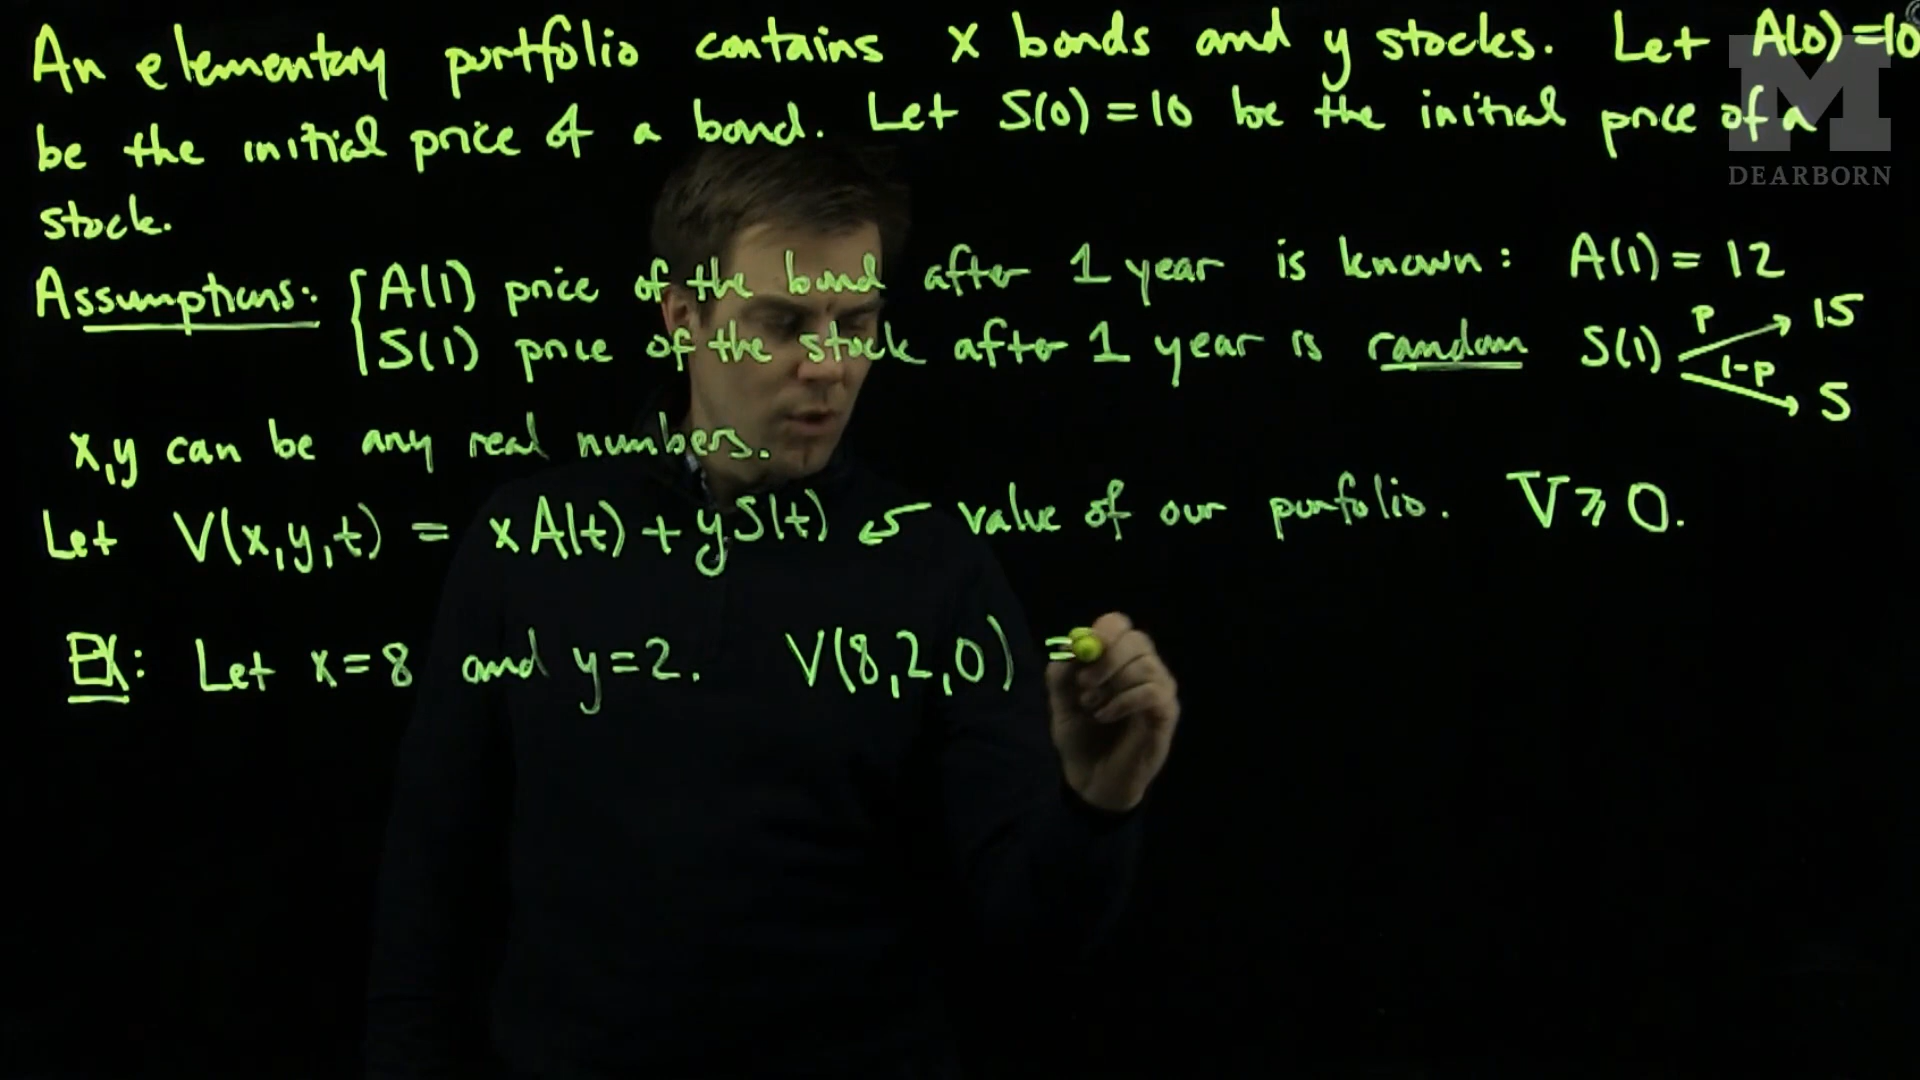 An elementary portfolio contains x bonds and y stocks. Let A(0)=10
be the initial price of a bond. Let S(0)=10 be the initial price of a
stock.
M
DEARBORN
Assumptions: { A(1) price of the bond after 1 year is known: A(1) = 12
S(1) price of the stock after 1 year is random S(1) p 15
1-p 5
x,y can be any real numbers.
Let V(x,y,t) = xA(t) + yS(t) ← value of our porfolio. V ≥ 0.
EX: Let x=8 and y=2. V(8,2,0) =